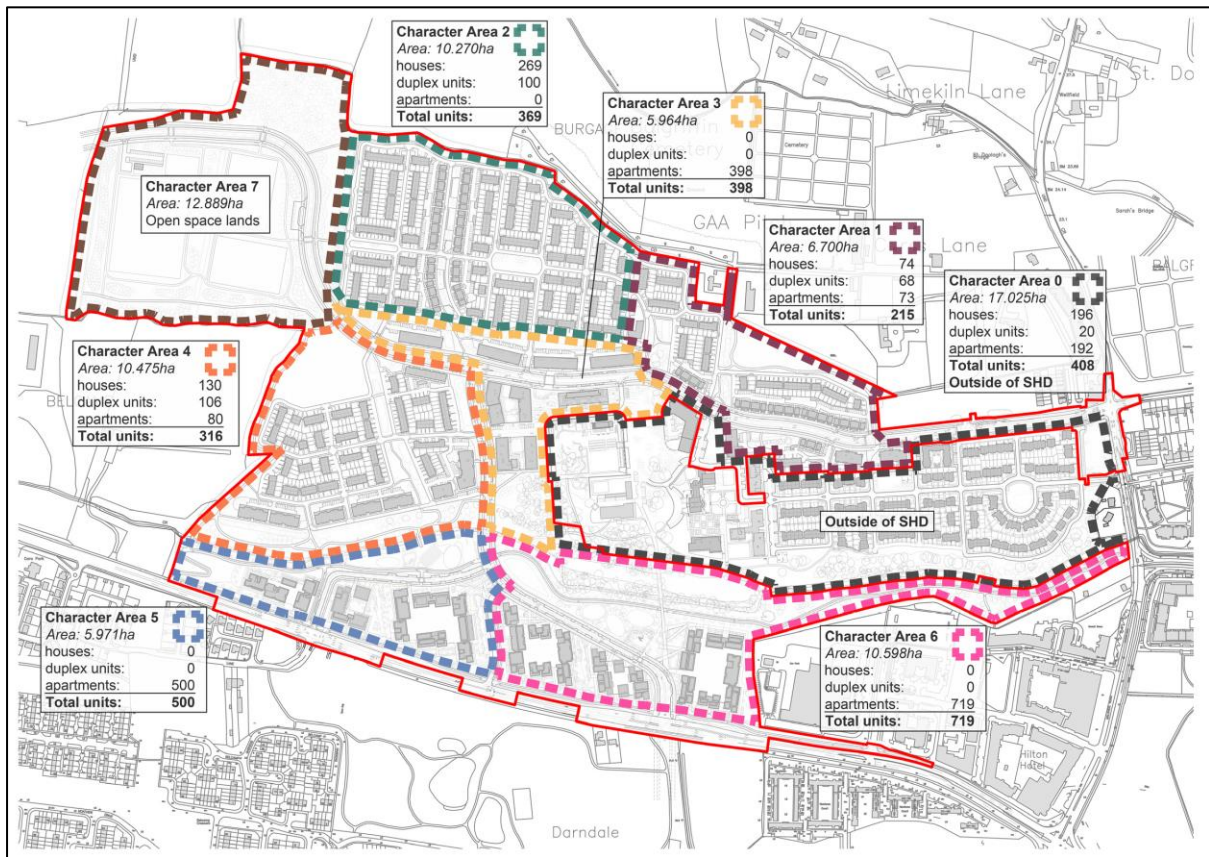 Character Area 2
Area: 10.270ha
houses: 269
duplex units: 100
apartments: 0
Total units: 369
Character Area 3
Area: 5.964ha
houses: 0
duplex units: 0
apartments: 398
Total units: 398
Limekiln Lane
Wellfield
Cemetery
GAA
Sarah's Bridge
Character Area 7
Area: 12.889ha
Open space lands
Character Area 1
Area: 6.700ha
houses: 74
duplex units: 68
apartments: 73
Total units: 215
Lane
Character Area 0
Area: 17.025ha
houses: 196
duplex units: 20
apartments: 192
Total units: 408
Outside of SHD
Character Area 4
Area: 10.475ha
houses: 130
duplex units: 106
apartments: 80
Total units: 316
Outside of SHD
Character Area 5
Area: 5.971ha
houses: 0
duplex units: 0
apartments: 500
Total units: 500
Character Area 6
Area: 10.598ha
houses: 0
duplex units: 0
apartments: 719
Total units: 719
Hilton
Hotel
Darndale